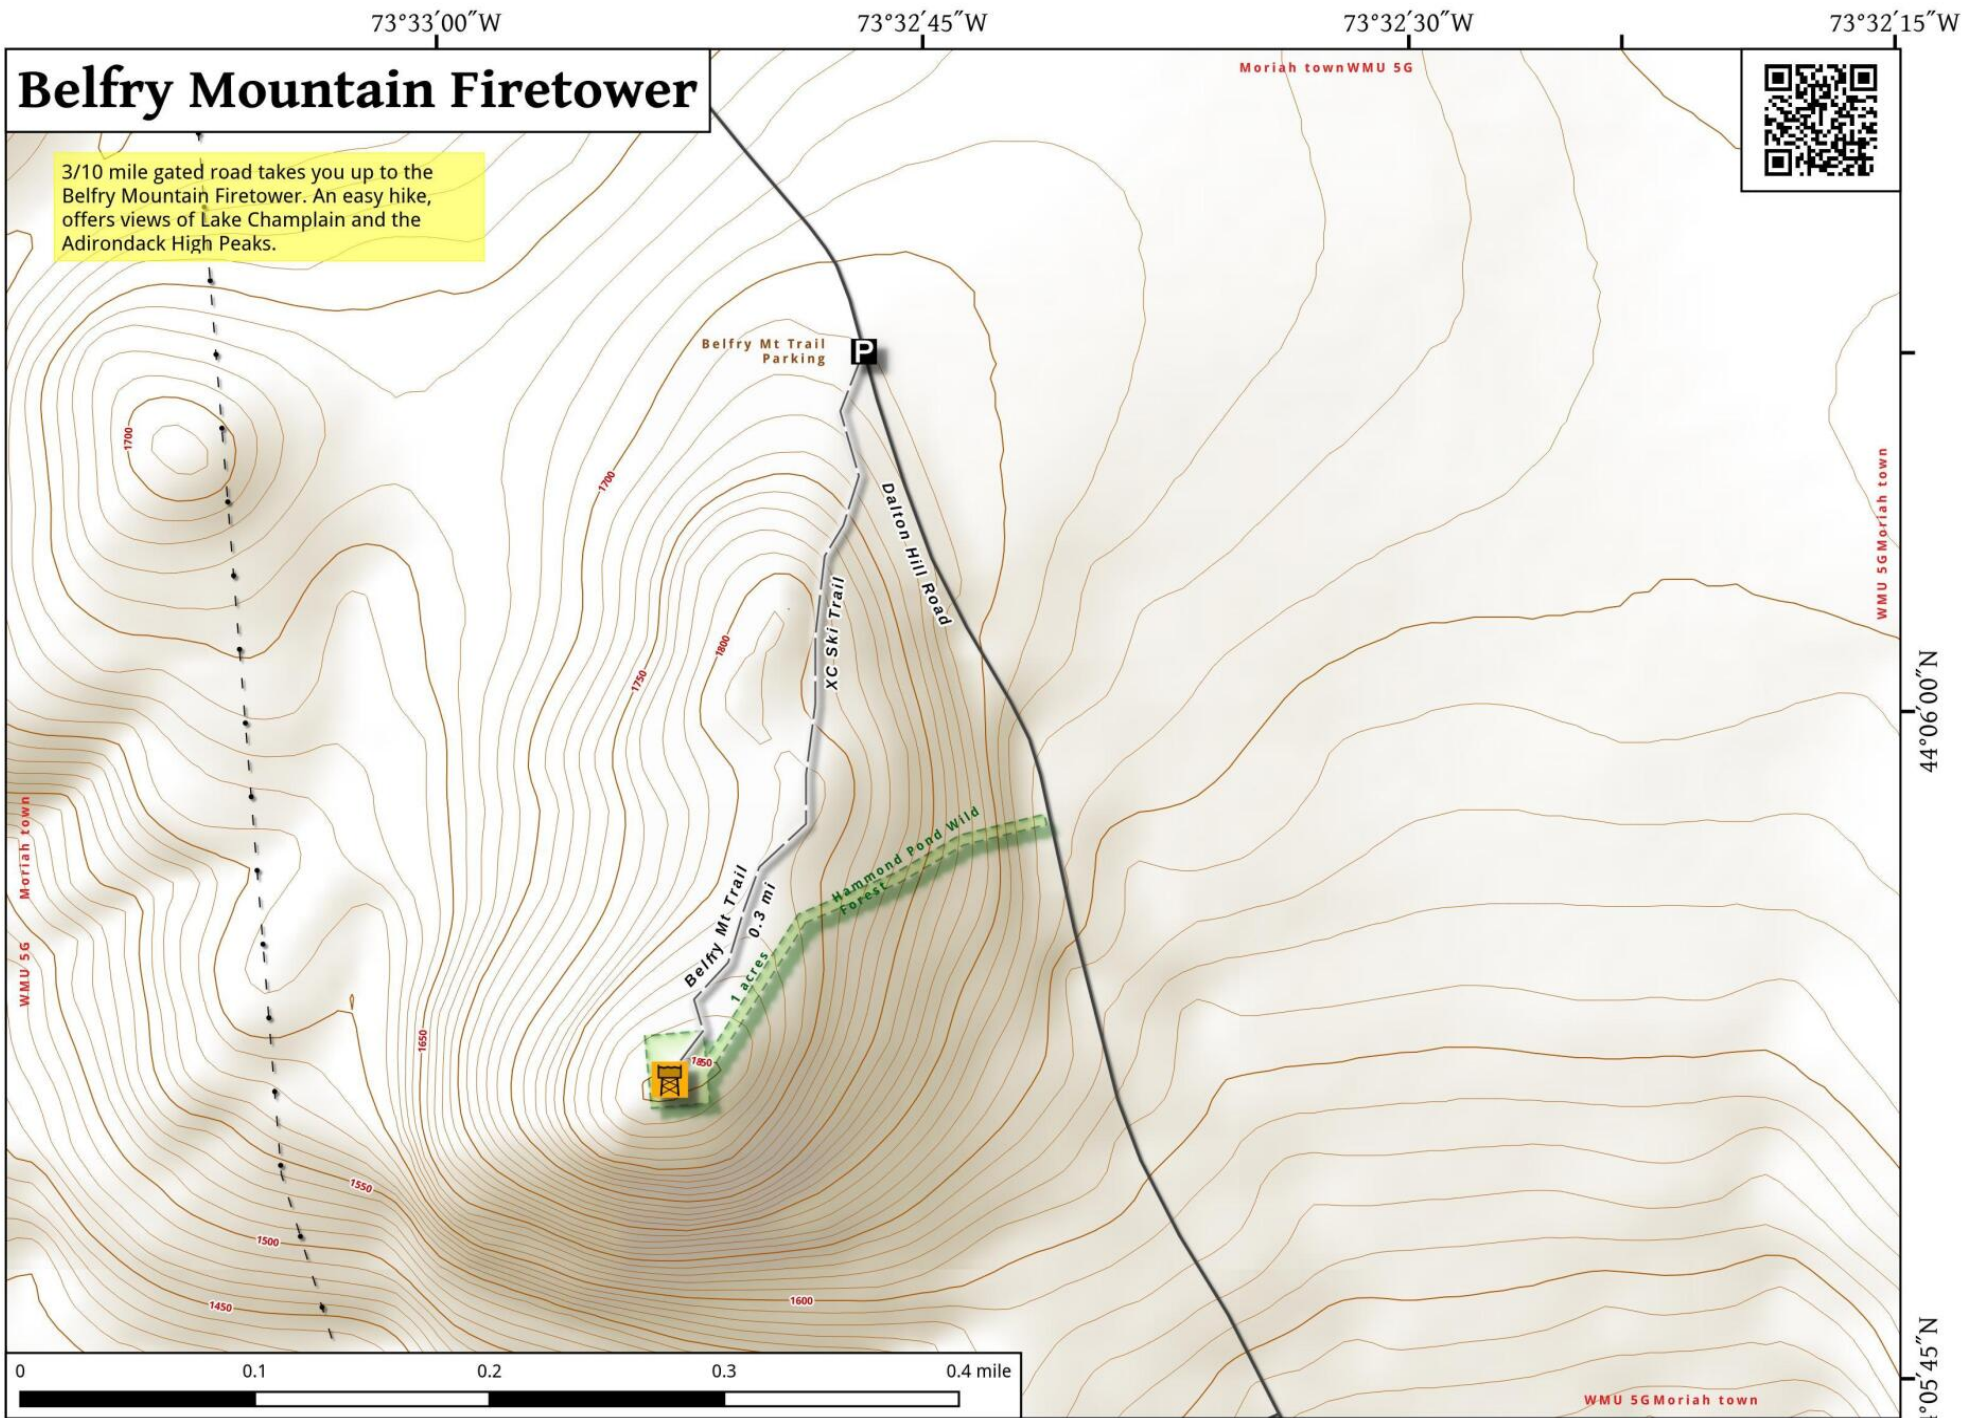 73°33′00″W
73°32′45″W
73°32′30″W
73°32′15″W
Belfry Mountain Firetower
Moriah townWMU 5G
3/10 mile gated road takes you up to the
Belfry Mountain Firetower. An easy hike,
offers views of Lake Champlain and the
Adirondack High Peaks.
Belfry Mt Trail
Parking
P
1700
1700
Dalton Hill Road
WMU 5GMoriah town
XC Ski Trail
1800
1750
44°06′00″N
Moriah town
WMU 5G
Hammond Pond Wild
Forest
Belfry Mt Trail
0.3 mi
1 acres
1650
1850
1550
1500
1450
1600
°05′45″N
0
0.1
0.2
0.3
0.4 mile
WMU 5GMoriah town